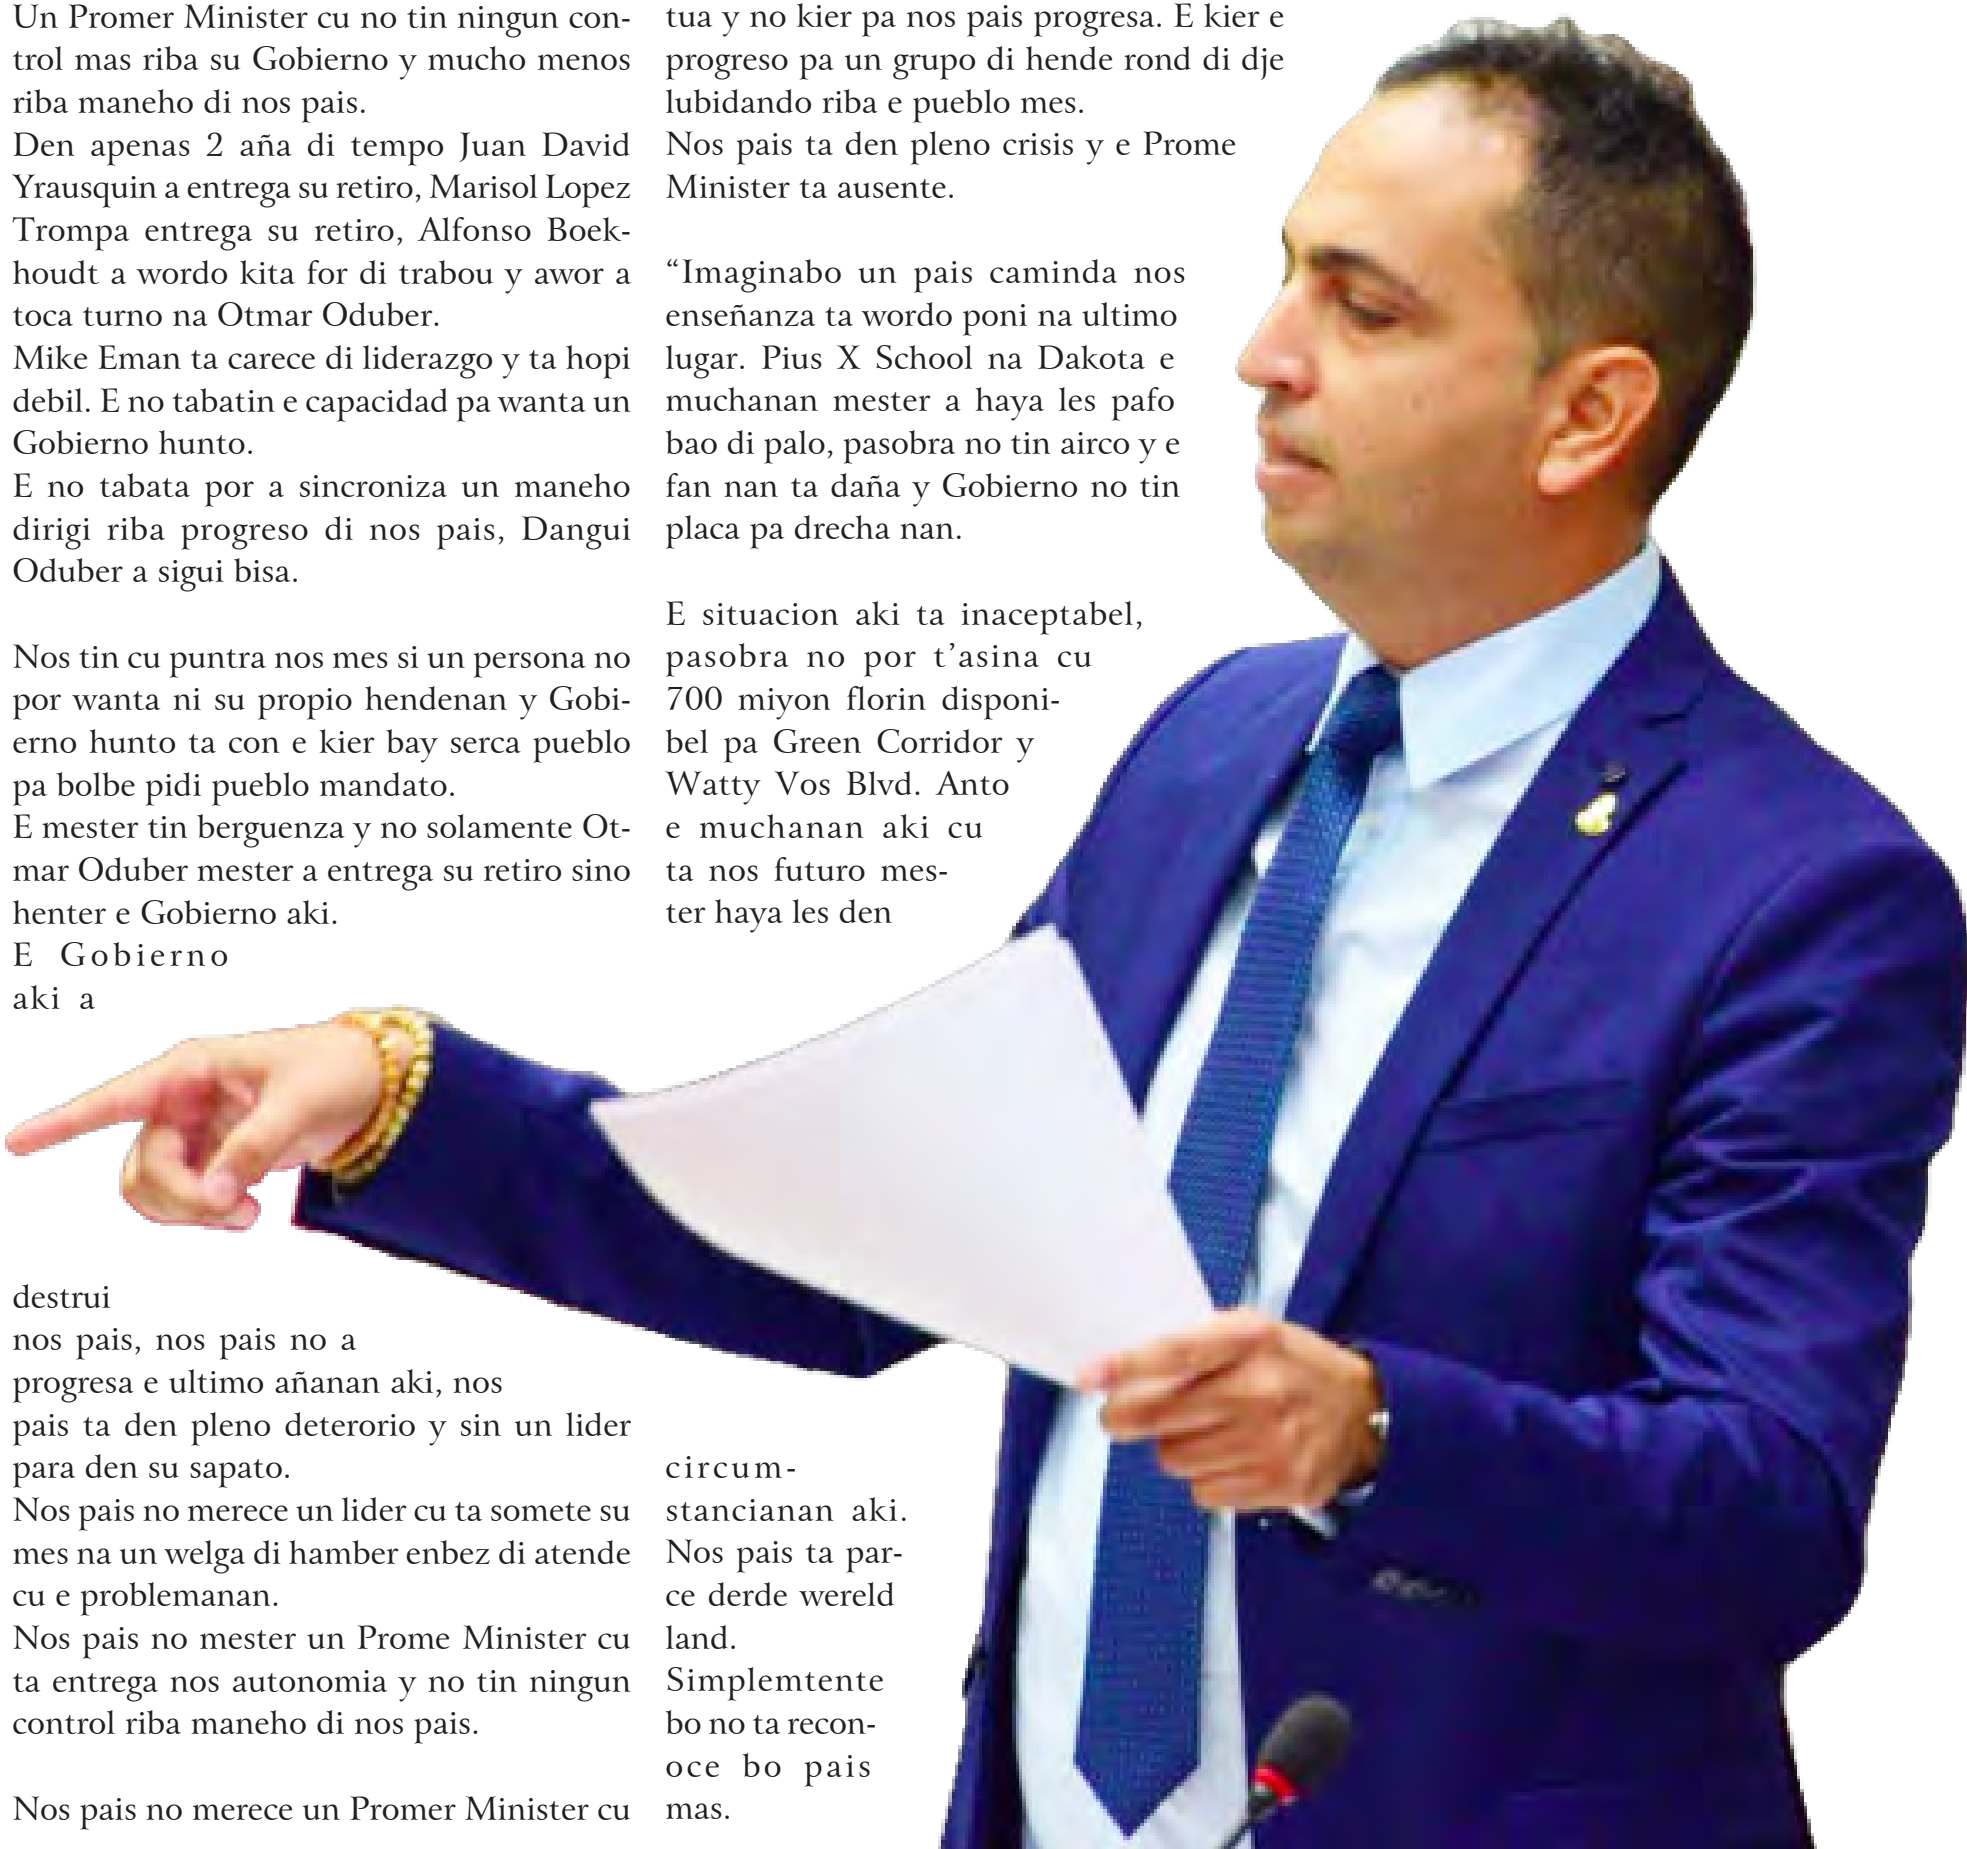 Un Promer Minister cu no tin ningun con-
trol mas riba su Gobierno y mucho menos
riba maneho di nos pais.
Den apenas 2 aña di tempo Juan David
Yrausquin a entrega su retiro, Marisol Lopez
Trompa entrega su retiro, Alfonso Boek-
houdt a wordo kita for di trabou y awor a
toca turno na Otmar Oduber.
Mike Eman ta carece di liderazgo y ta hopi
debil. E no tabatin e capacidad pa wanta un
Gobierno hunto.
E no tabata por a sincroniza un maneho
dirigi riba progreso di nos pais, Dangui
Oduber a sigui bisa.
Nos tin cu puntra nos mes si un persona no
por wanta ni su propio hendenan y Gobi-
erno hunto ta con e kier bay serca pueblo
pa bolbe pidi pueblo mandato.
E mester tin berguenza y no solamente Ot-
mar Oduber mester a entrega su retiro sino
henter e Gobierno aki.
E Gobierno
aki a
destrui
nos pais, nos pais no a
progresa e ultimo añanan aki, nos
pais ta den pleno deterorio y sin un lider
para den su sapato.
Nos pais no merece un lider cu ta somete su
mes na un welga di hamber enbez di atende
cu e problemanan.
Nos pais no mester un Prome Minister cu
ta entrega nos autonomia y no tin ningun
control riba maneho di nos pais.
Nos pais no merece un Promer Minister cu
tua y no kier pa nos pais progresa. E kier e
progreso pa un grupo di hende rond di dje
lubidando riba e pueblo mes.
Nos pais ta den pleno crisis y e Prome
Minister ta ausente.
“Imaginabo un pais caminda nos
enseñanza ta wordo poni na ultimo
lugar. Pius X School na Dakota e
muchanan mester a haya les pafo
bao di palo, pasobra no tin airco y e
fan nan ta daña y Gobierno no tin
placa pa drecha nan.
E situacion aki ta inaceptabel,
pasobra no por t’asina cu
700 miyon florin disponi-
bel pa Green Corridor y
Watty Vos Blvd. Anto
e muchanan aki cu
ta nos futuro mes-
ter haya les den
circum-
stancianan aki.
Nos pais ta par-
ce derde wereld
land.
Simplemtente
bo no ta recon-
oce bo pais
mas.